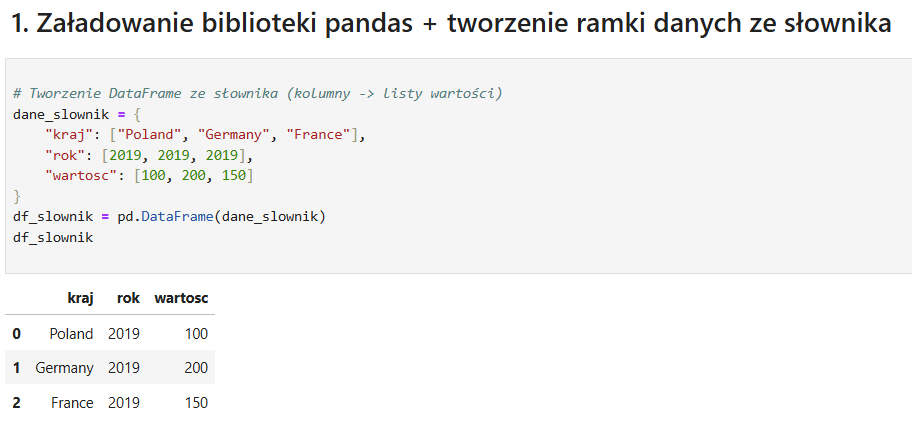 1. Załadowanie biblioteki pandas + tworzenie ramki danych ze słownika
# Tworzenie DataFrame ze słownika (kolumny -> listy wartości)
dane_slownik = {
    "kraj": ["Poland", "Germany", "France"],
    "rok": [2019, 2019, 2019],
    "wartosc": [100, 200, 150]
}
df_slownik = pd.DataFrame(dane_slownik)
df_slownik
kraj rok wartosc
0 Poland 2019 100
1 Germany 2019 200
2 France 2019 150